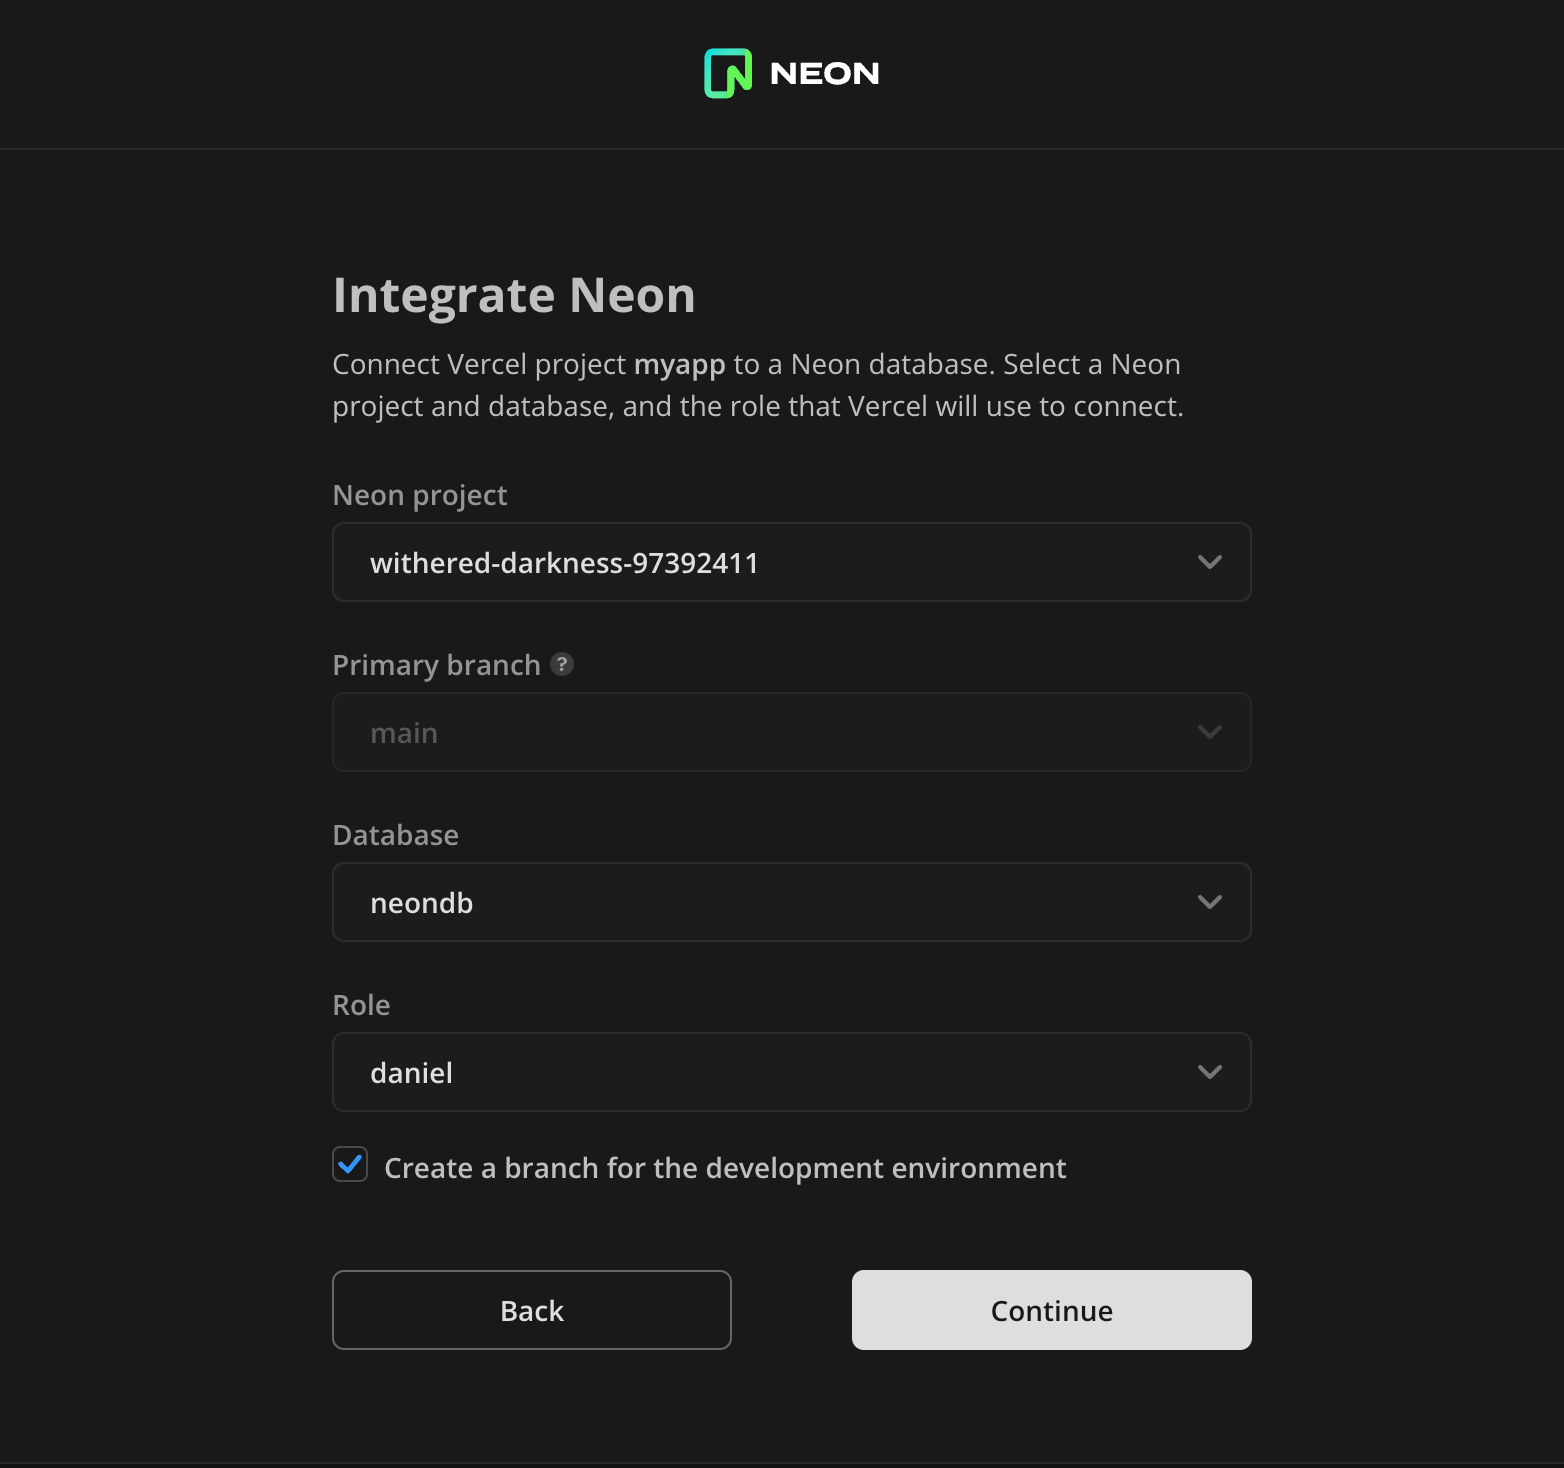 NEON
Integrate Neon
Connect Vercel project myapp to a Neon database. Select a Neon
project and database, and the role that Vercel will use to connect.
Neon project
withered-darkness-97392411
Primary branch ?
main
Database
neondb
Role
daniel
Create a branch for the development environment
Back
Continue